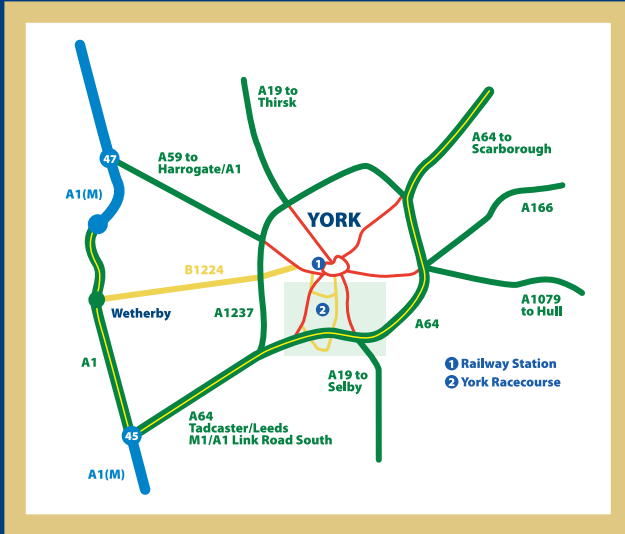 A19 to
Thirsk
A64 to
Scarborough
47
A59 to
Harrogate/A1
A1(M)
A166
YORK
B1224
1
Wetherby
A1237
2
A64
A1079
to Hull
A1
A19 to
Selby
1 Railway Station
2 York Racecourse
A64
Tadcaster/Leeds
M1/A1 Link Road South
45
A1(M)